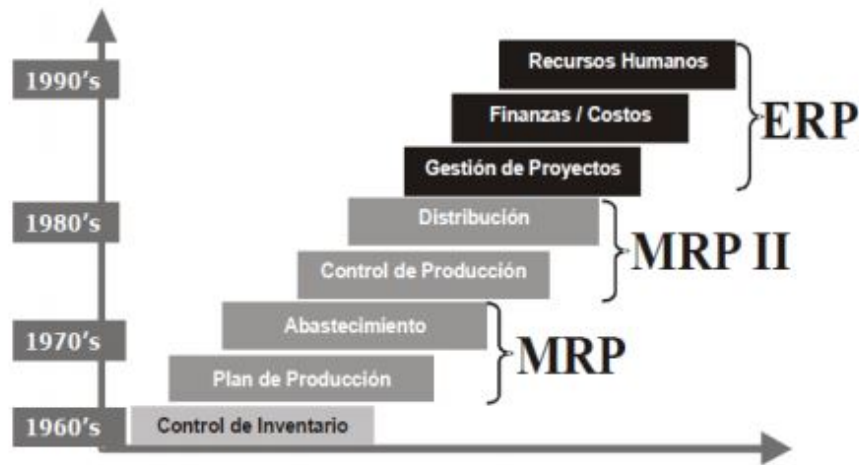 1990's
Recursos Humanos
Finanzas / Costos
Gestión de Proyectos
ERP
1980's
Distribución
Control de Producción
MRP II
1970's
Abastecimiento
Plan de Producción
MRP
1960's
Control de Inventario